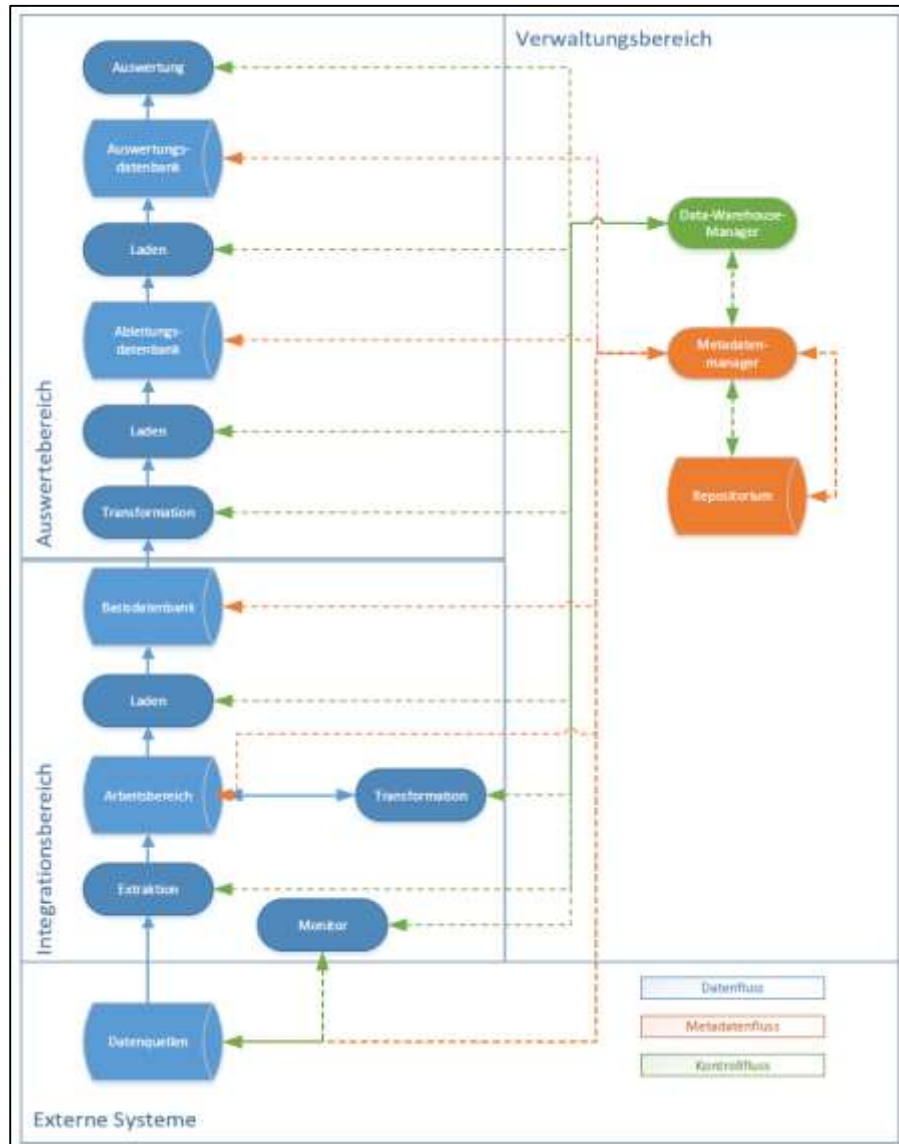 Verwaltungsbereich
Auswertung
Auswertungs-
datenbank
Laden
Ableitungs-
datenbank
Laden
Transformation
Auswertebereich
Data-Warehouse-
Manager
Metadaten-
manager
Repositorium
Basisdatenbank
Laden
Arbeitsbereich
Transformation
Extraktion
Monitor
Integrationsbereich
Datenquellen
Externe Systeme
Datenfluss
Metadatenfluss
Kontrollfluss